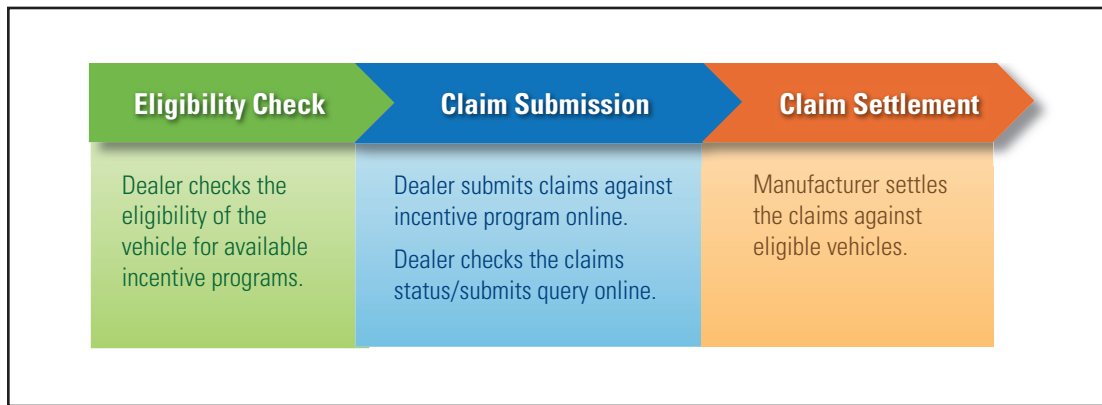 Eligibility Check
Dealer checks the
eligibility of the
vehicle for available
incentive programs.
Claim Submission
Dealer submits claims against
incentive program online.
Dealer checks the claims
status/submits query online.
Claim Settlement
Manufacturer settles
the claims against
eligible vehicles.